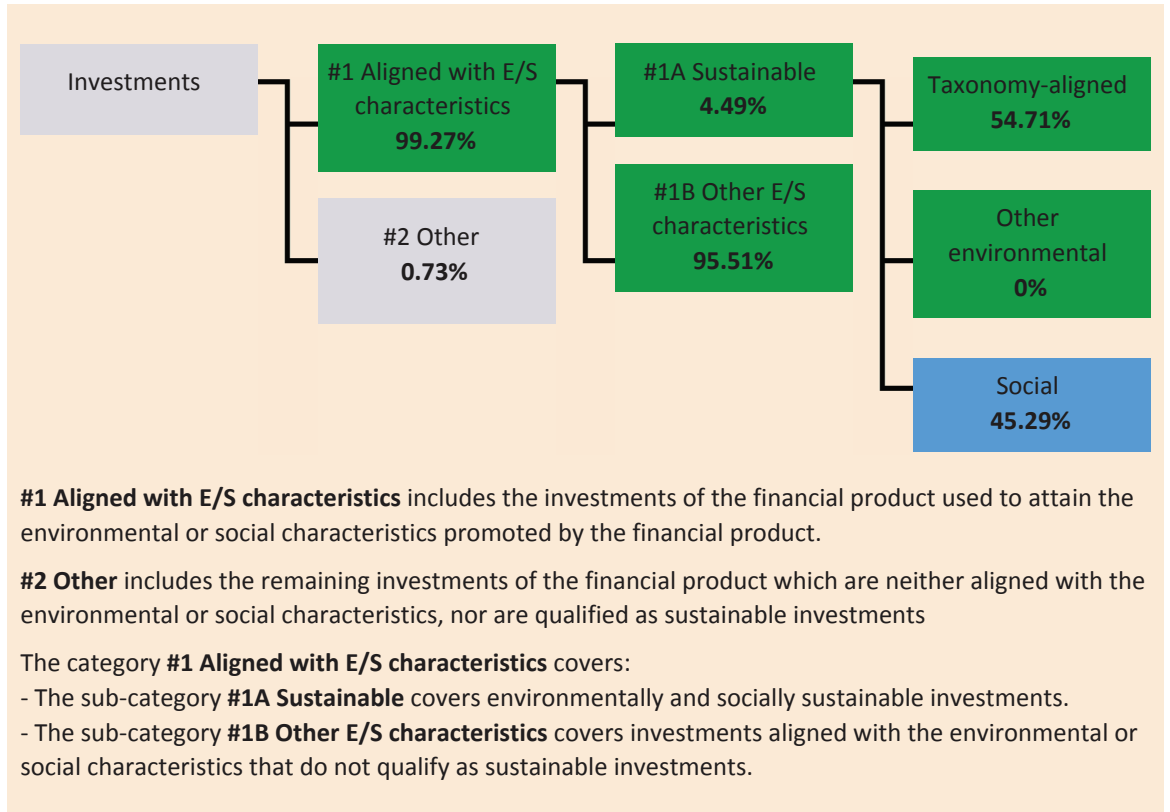 Investments
#1 Aligned with E/S
characteristics
99.27%
#2 Other
0.73%
#1A Sustainable
4.49%
#1B Other E/S
characteristics
95.51%
Taxonomy-aligned
54.71%
Other
environmental
0%
Social
45.29%
#1 Aligned with E/S characteristics includes the investments of the financial product used to attain the
environmental or social characteristics promoted by the financial product.
#2 Other includes the remaining investments of the financial product which are neither aligned with the
environmental or social characteristics, nor are qualified as sustainable investments
The category #1 Aligned with E/S characteristics covers:
- The sub-category #1A Sustainable covers environmentally and socially sustainable investments.
- The sub-category #1B Other E/S characteristics covers investments aligned with the environmental or
social characteristics that do not qualify as sustainable investments.